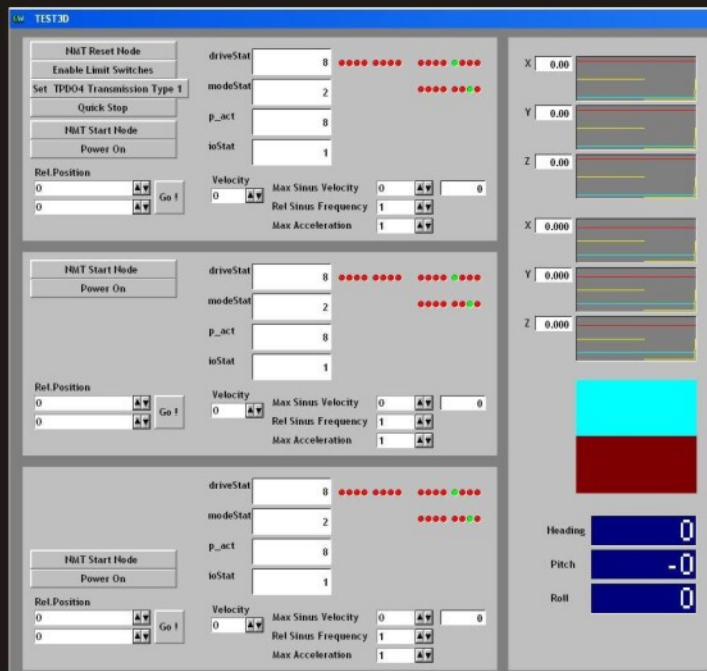 TEST3D
NMT Reset Node
Enable Limit Switches
Set TPDO4 Transmission Type 1
Quick Stop
NMT Start Node
Power On
driveStat 8
modeStat 2
p_act 8
ioStat 1
Rel.Position
0
0
Go !
Velocity
0
Max Sinus Velocity 0 0
Rel Sinus Frequency 1
Max Acceleration 1
NMT Start Node
Power On
driveStat 8
modeStat 2
p_act 8
ioStat 1
Rel.Position
0
0
Go !
Velocity
0
Max Sinus Velocity 0 0
Rel Sinus Frequency 1
Max Acceleration 1
driveStat 8
modeStat 2
p_act 8
ioStat 1
NMT Start Node
Power On
Rel.Position
0
0
Go !
Velocity
0
Max Sinus Velocity 0 0
Rel Sinus Frequency 1
Max Acceleration 1
X 0.00
Y 0.00
Z 0.00
X 0.000
Y 0.000
Z 0.000
Heading 0
Pitch -0
Roll 0